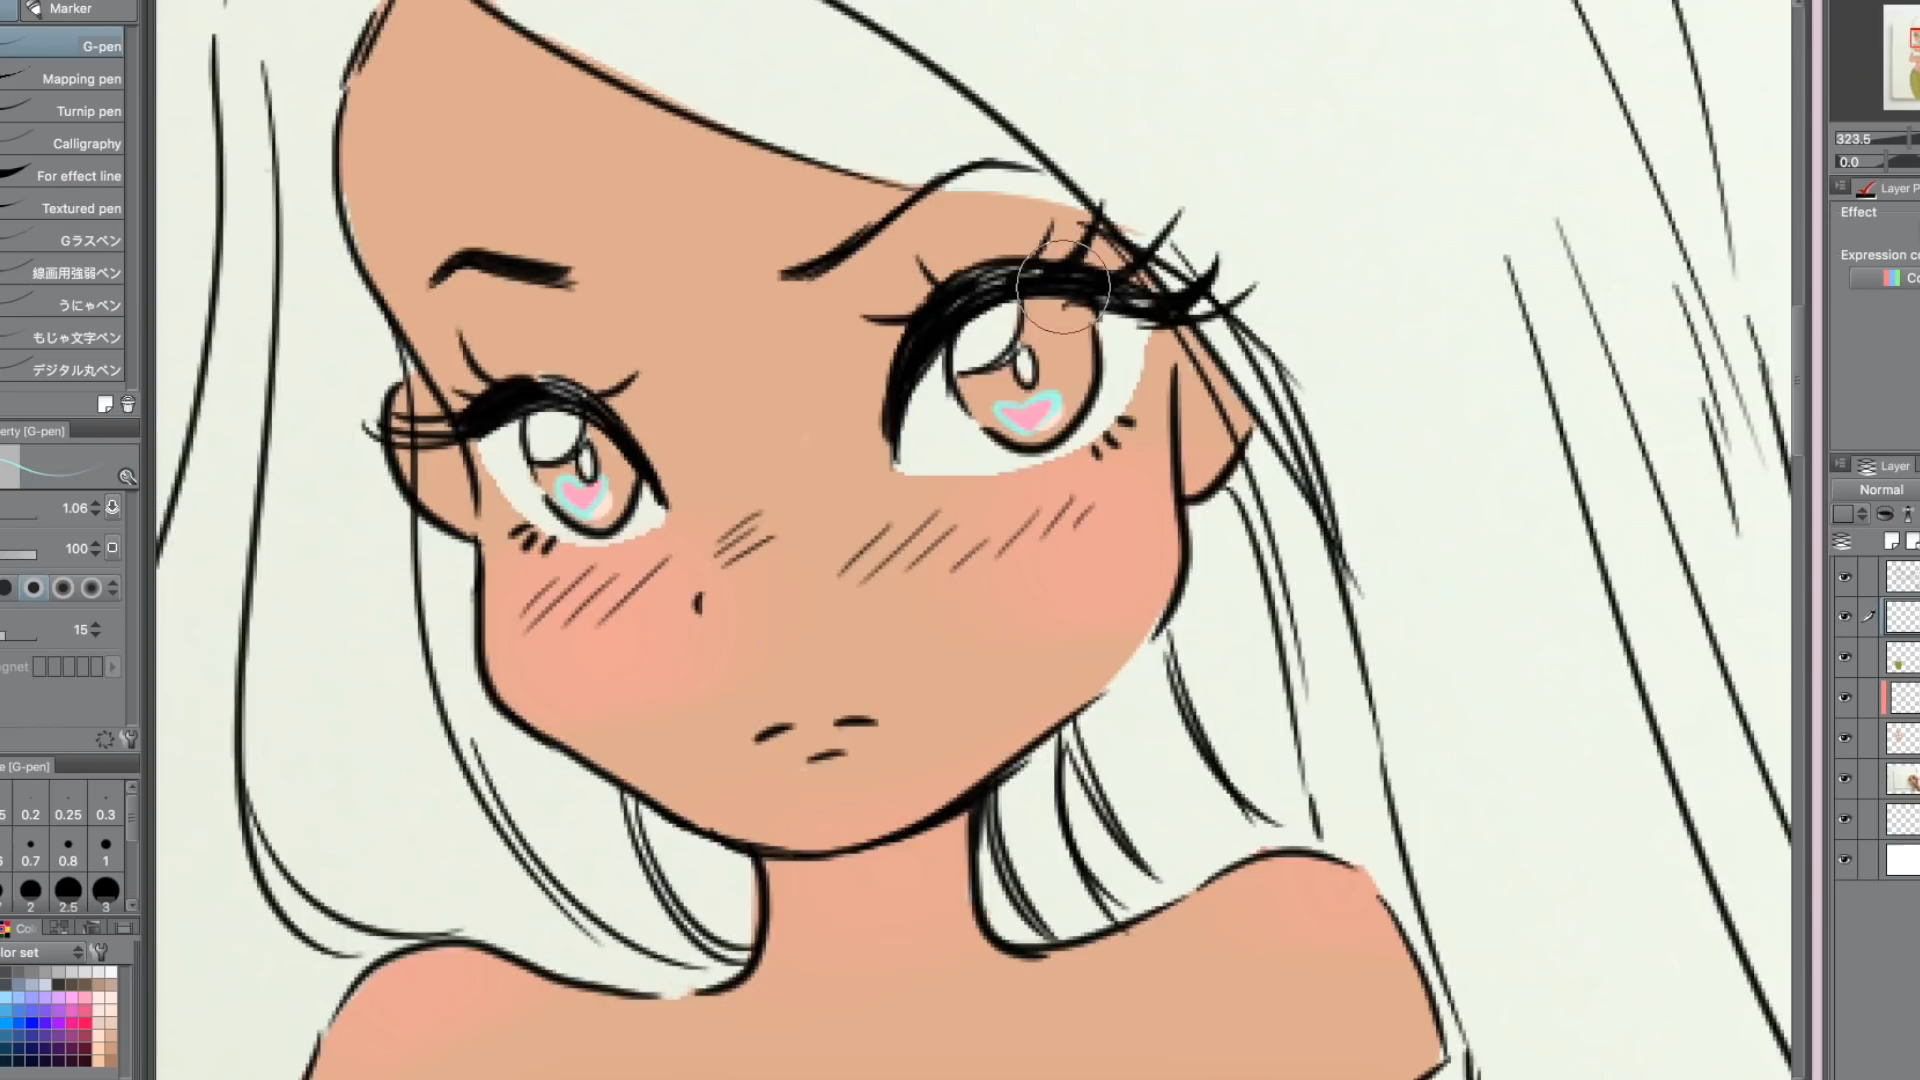 Marker
G-pen
Mapping pen
Turnip pen
Calligraphy
For effect line
Textured pen
Gラスペン
線画用強弱ペン
うにゃペン
もじゃ文字ペン
デジタル丸ペン
erty [G-pen]
1.06
100
15
gnet
e [G-pen]
5 0.2 0.25 0.3
6 0.7 0.8 1
2 2.5 3
Col
lor set
323.5
0.0
Layer P
Effect
Expression co
Co
Layer
Normal